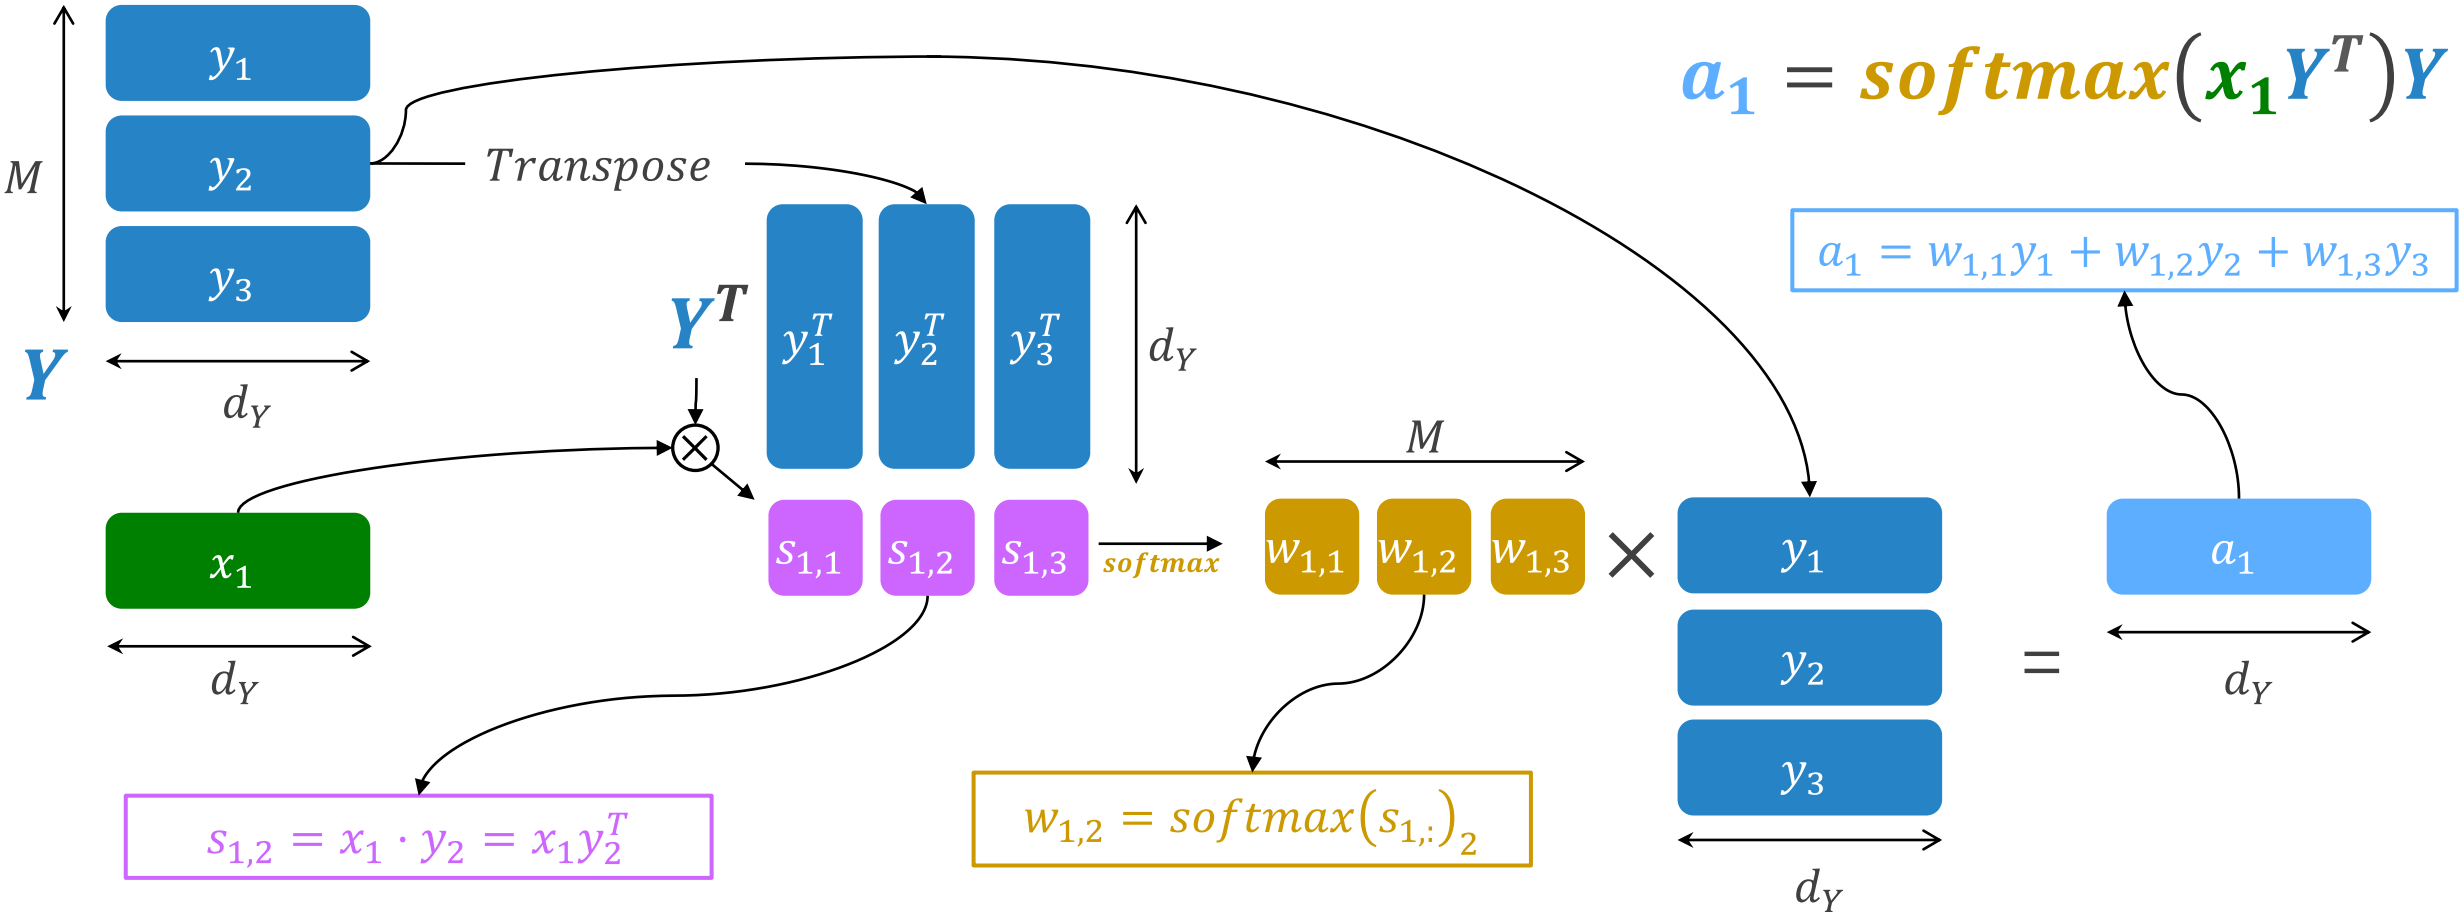 y₁
a₁ = softmax(x₁Yᵀ)Y
M
y₂
Transpose
y₃
a₁ = w₁,₁y₁ + w₁,₂y₂ + w₁,₃y₃
Y
d_Y
Yᵀ
y₁ᵀ
y₂ᵀ
y₃ᵀ
d_Y
M
x₁
d_Y
s₁,₁
s₁,₂
s₁,₃
softmax
w₁,₁
w₁,₂
w₁,₃
×
y₁
y₂
y₃
d_Y
=
a₁
d_Y
s₁,₂ = x₁ · y₂ = x₁y₂ᵀ
w₁,₂ = softmax(s₁,:)₂